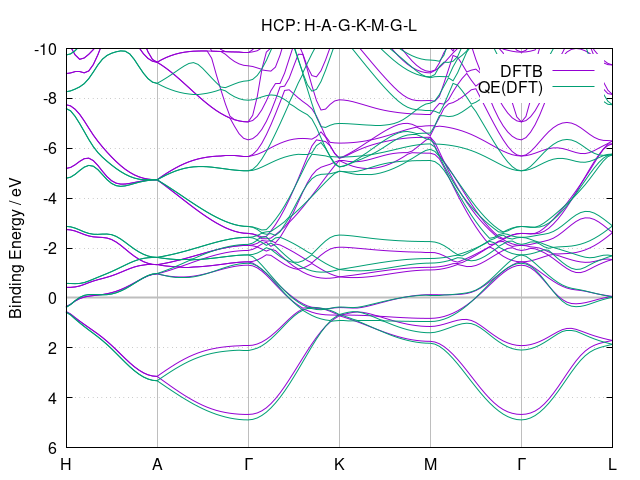 HCP: H-A-G-K-M-G-L
DFTB
QE(DFT)
Binding Energy / eV
-10
-8
-6
-4
-2
0
2
4
6
H A Γ K M Γ L